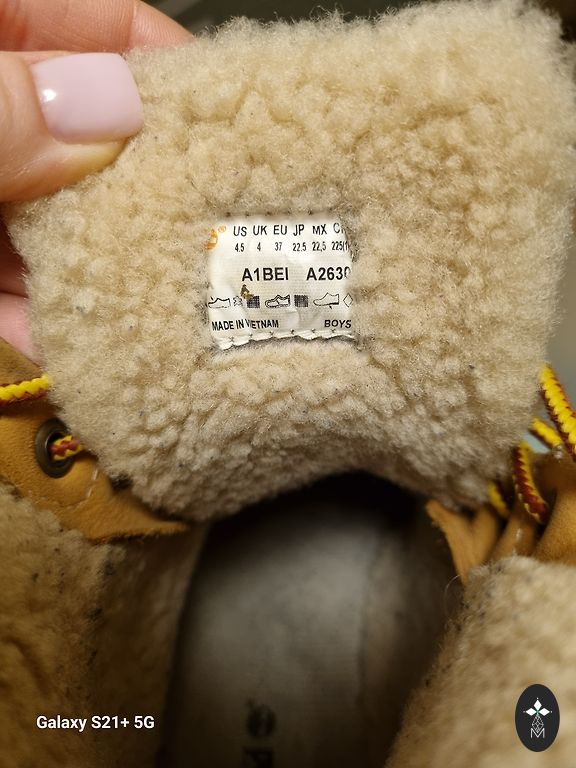 US UK EU JP MX
4.5 4 37 22.5 22,5 225(
A1BEI A2630
MADE IN VIETNAM BOYS
Galaxy S21+ 5G
M